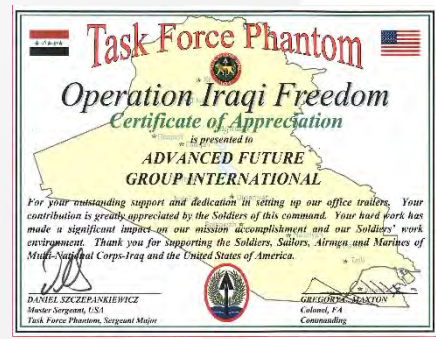 Task Force Phantom
Operation Iraqi Freedom
Certificate of Appreciation
is presented to
ADVANCED FUTURE
GROUP INTERNATIONAL
For your outstanding support and dedication in setting up our office trailers. Your
contribution is greatly appreciated by the Soldiers of this command. Your hard work has
made a significant impact on our mission accomplishment and our Soldiers' work
environment. Thank you for supporting the Soldiers, Sailors, Airmen and Marines of
Multi-National Corps-Iraq and the United States of America.
DANIEL SZCZEPANKIEWICZ
Master Sergeant, USA
Task Force Phantom, Sergeant Major
GREGORY C. MAXTON
Colonel, FA
Commanding